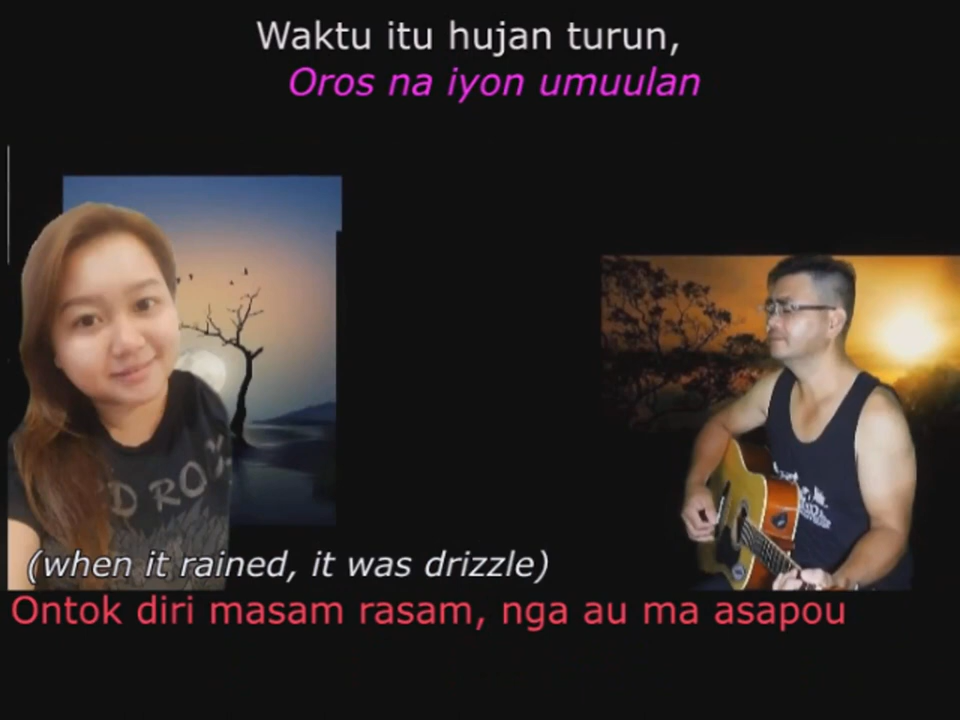 Waktu itu hujan turun,
Oros na iyon umuulan
D ROCK
(when it rained, it was drizzle)
Ontok diri masam rasam, nga au ma asapou